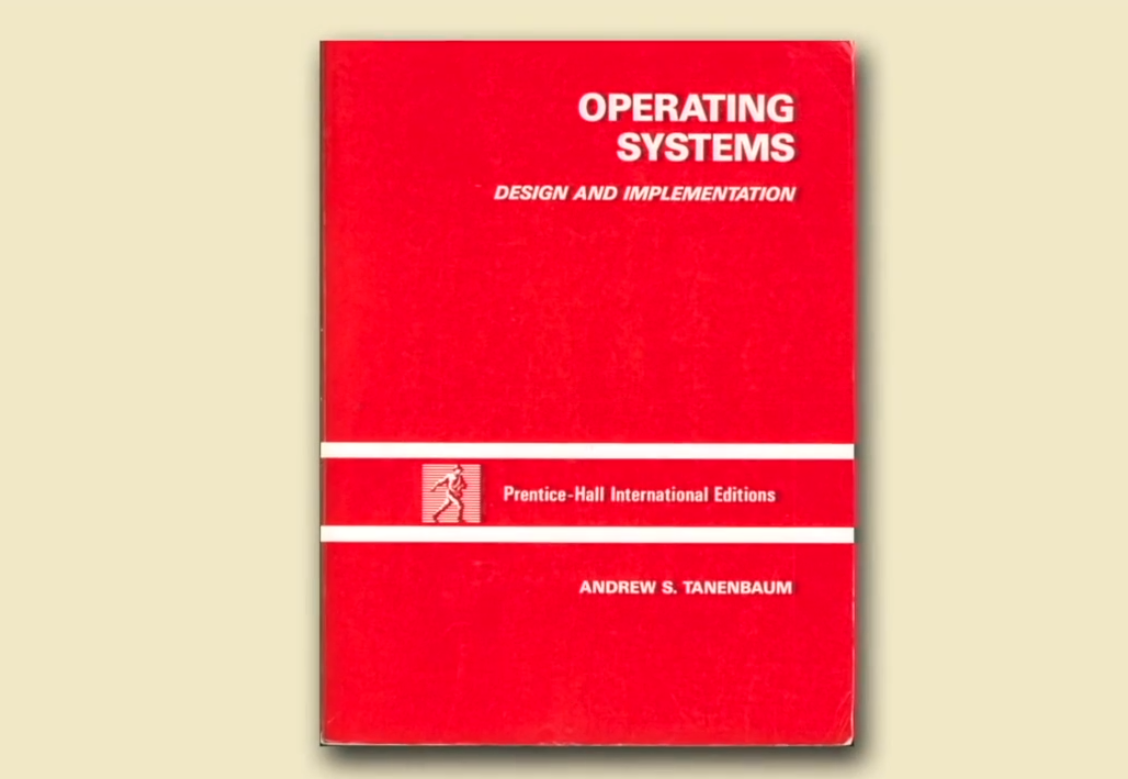 OPERATING
SYSTEMS
DESIGN AND IMPLEMENTATION
Prentice-Hall International Editions
ANDREW S. TANENBAUM